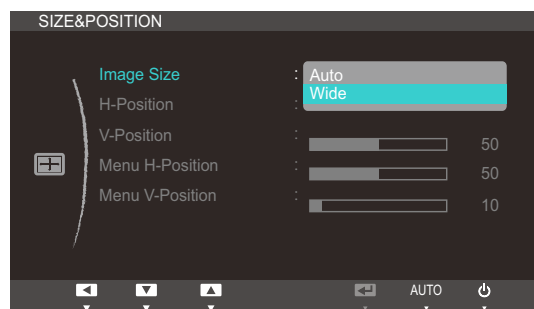 SIZE&POSITION
Image Size : Auto
Wide
H-Position :
V-Position : 50
Menu H-Position : 50
Menu V-Position : 10
AUTO